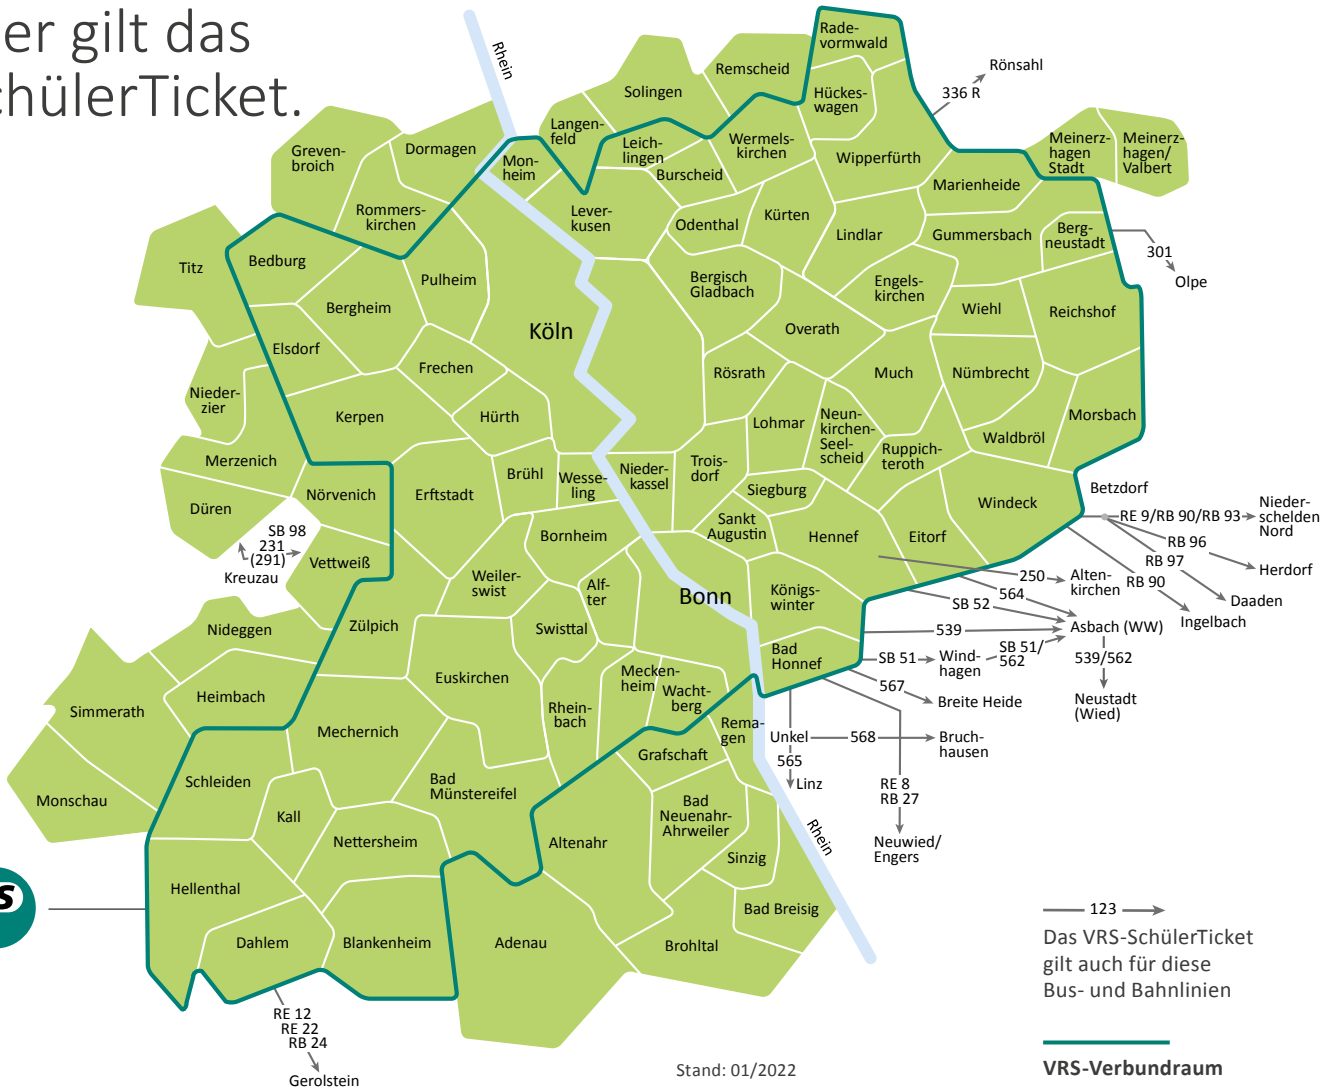 er gilt das
chülerTicket.
Rhein
Rade-
vormwald
Rönsahl
336 R
Remscheid
Solingen
Hückes-
wagen
Langen-
feld
Leich-
lingen
Wermels-
kirchen
Wipperfürth
Meinerz-
hagen
Stadt
Meinerz-
hagen/
Valbert
Greven-
broich
Dormagen
Mon-
heim
Burscheid
Marienheide
Rommers-
kirchen
Lever-
kusen
Odenthal
Kürten
Lindlar
Gummersbach
Berg-
neustadt
301
Olpe
Titz
Bedburg
Pulheim
Bergheim
Bergisch
Gladbach
Engels-
kirchen
Wiehl
Reichshof
Köln
Overath
Elsdorf
Frechen
Rösrath
Much
Nümbrecht
Nieder-
zier
Kerpen
Hürth
Lohmar
Neun-
kirchen-
Seel-
scheid
Morsbach
Waldbröl
Ruppich-
teroth
Merzenich
Nörvenich
Erftstadt
Brühl
Wesse-
ling
Nieder-
kassel
Trois-
dorf
Siegburg
Windeck
Betzdorf
Düren
SB 98
231
(291)
Kreuzau
Vettweiß
Bornheim
Sankt
Augustin
Hennef
Eitorf
RE 9/RB 90/RB 93
Nieder-
schelden
Nord
RB 96
Herdorf
RB 97
Daaden
RB 90
Ingelbach
Weiler-
swist
Alf-
ter
Bonn
Königs-
winter
250
Alten-
kirchen
564
SB 52
Asbach (WW)
539
Nideggen
Zülpich
Swisttal
Bad
Honnef
SB 51
Wind-
hagen
SB 51/
562
539/562
Neustadt
(Wied)
Heimbach
Euskirchen
Mecken-
heim
Wacht-
berg
567
Breite Heide
Simmerath
Mechernich
Rhein-
bach
Rema-
gen
Unkel
568
Bruch-
hausen
565
Linz
Grafschaft
Monschau
Schleiden
Kall
Bad
Münstereifel
Bad
Neuenahr-
Ahrweiler
RE 8
RB 27
Neuwied/
Engers
Rhein
Nettersheim
Altenahr
Sinzig
s
Hellenthal
Bad Breisig
Dahlem
Blankenheim
Adenau
Brohltal
RE 12
RE 22
RB 24
Gerolstein
123
Das VRS-SchülerTicket
gilt auch für diese
Bus- und Bahnlinien
VRS-Verbundraum
Stand: 01/2022